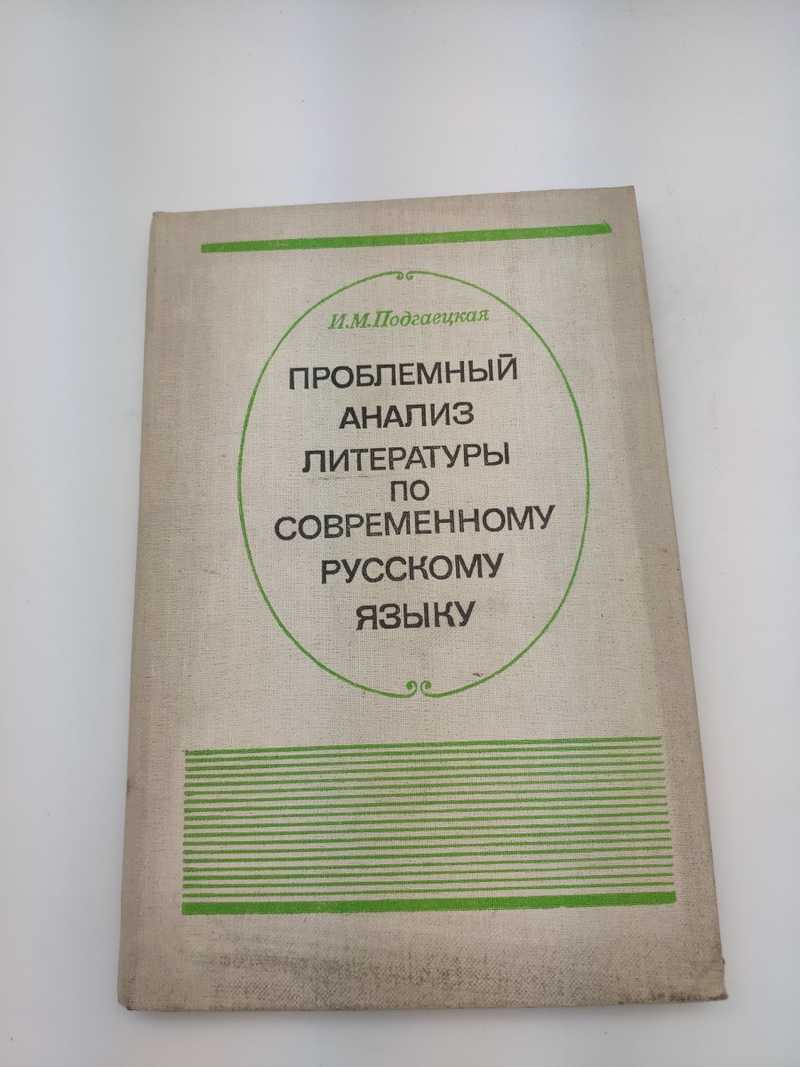 И.М.Подгаецкая
ПРОБЛЕМНЫЙ
АНАЛИЗ
ЛИТЕРАТУРЫ
ПО
СОВРЕМЕННОМУ
РУССКОМУ
ЯЗЫКУ